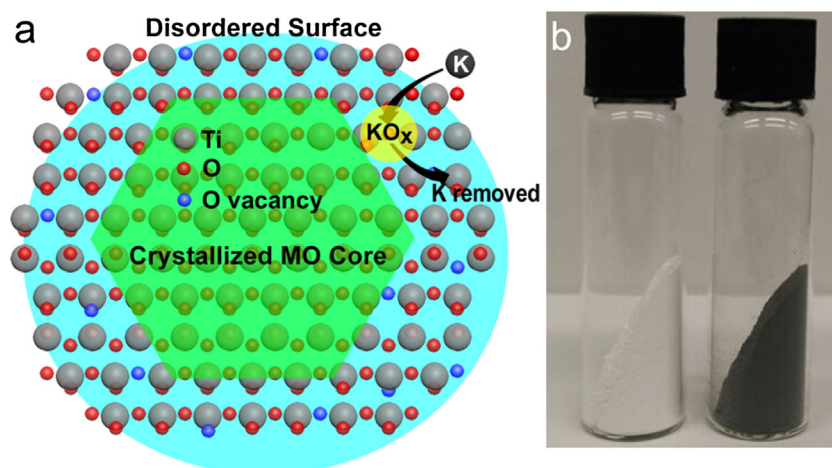 a
Disordered Surface
K
KOx
K removed
Ti
O
O vacancy
Crystallized MO Core
b